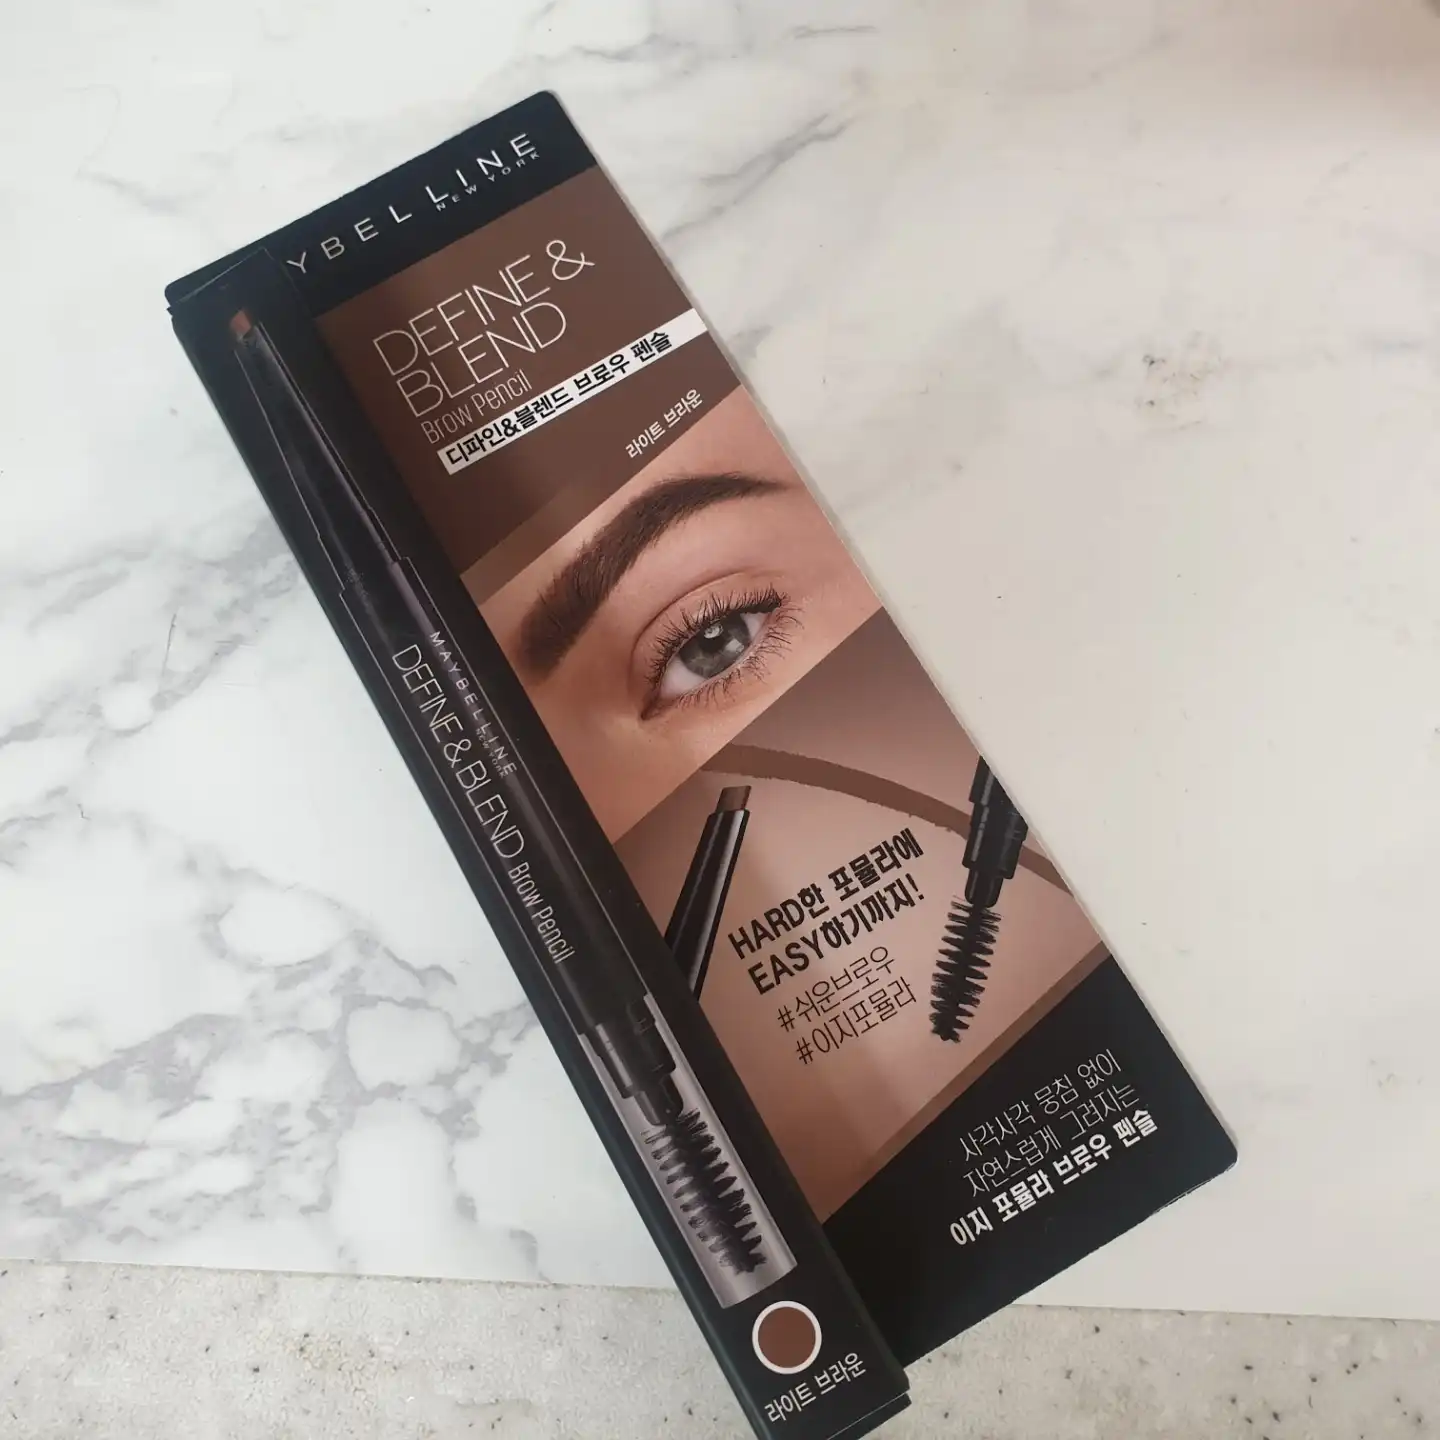 YBELLINE
NEW YORK
DEFINE &
BLEND
Brow Pencil
디파인&블렌드 브로우 펜슬
라이트 브라운
MAYBELLINE
NEW YORK
DEFINE & BLEND Brow Pencil
HARD한 포뮬라에
EASY하기까지!
#쉬운브로우
#이지포뮬라
사각사각 뭉침 없이
자연스럽게 그려지는
이지 포뮬라 브로우 펜슬
라이트 브라운